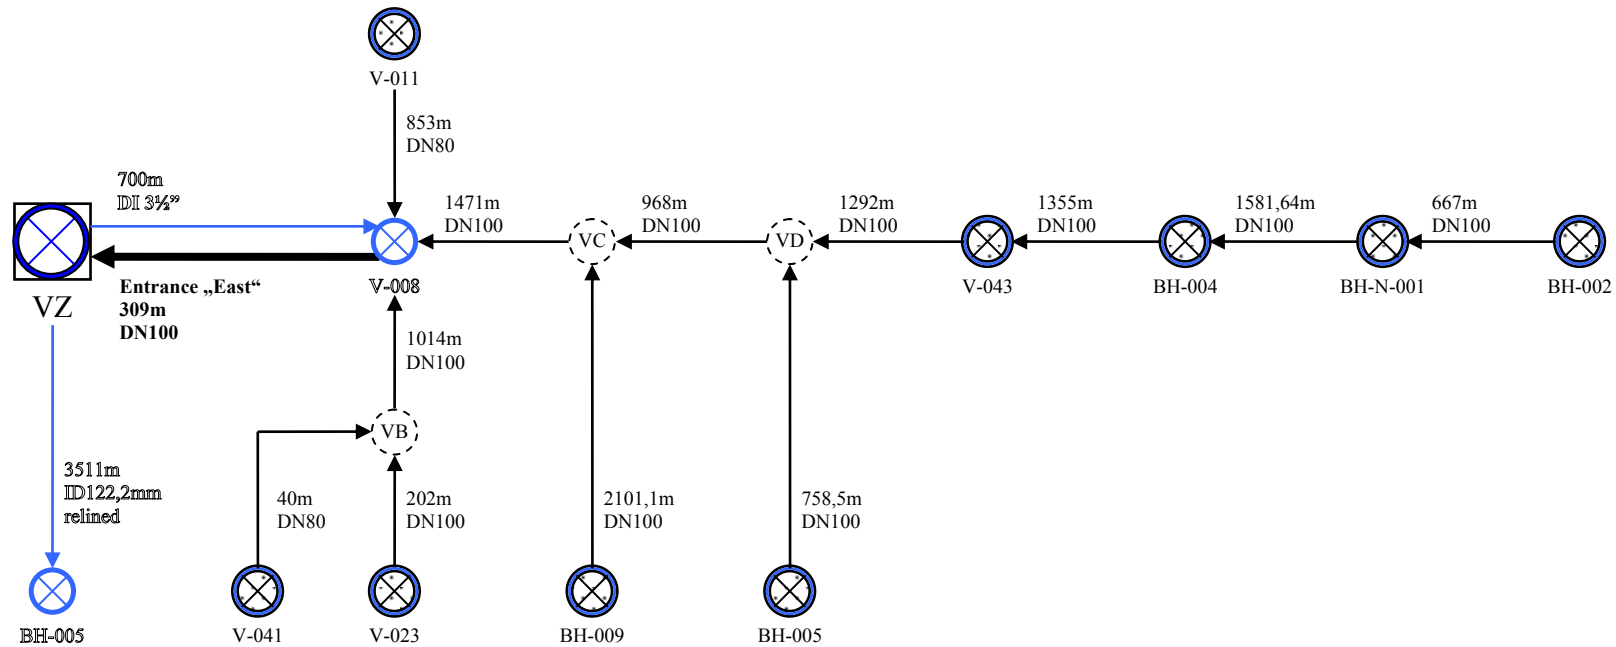 V-011
853m
DN80
700m
DI 3½”
1471m
DN100
968m
DN100
1292m
DN100
1355m
DN100
1581,64m
DN100
667m
DN100
VC
VD
VZ
Entrance „East“
309m
DN100
V-008
V-043
BH-004
BH-N-001
BH-002
1014m
DN100
VB
3511m
ID122,2mm
relined
40m
DN80
202m
DN100
2101,1m
DN100
758,5m
DN100
BH-005
V-041
V-023
BH-009
BH-005